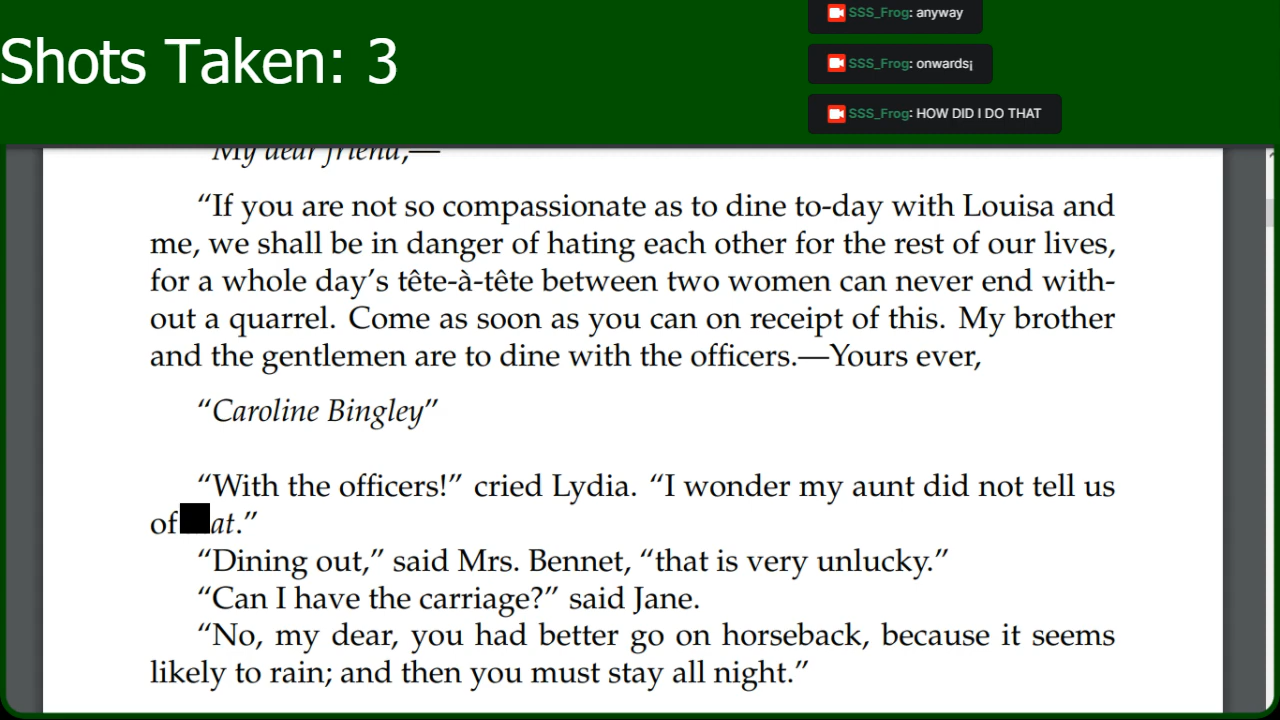 Shots Taken: 3
SSS_Frog: anyway
SSS_Frog: onwards¡
SSS_Frog: HOW DID I DO THAT
“My dear friend,—
“If you are not so compassionate as to dine to-day with Louisa and
me, we shall be in danger of hating each other for the rest of our lives,
for a whole day’s tête-à-tête between two women can never end with-
out a quarrel. Come as soon as you can on receipt of this. My brother
and the gentlemen are to dine with the officers.—Yours ever,
“Caroline Bingley”
“With the officers!” cried Lydia. “I wonder my aunt did not tell us
of at.”
“Dining out,” said Mrs. Bennet, “that is very unlucky.”
“Can I have the carriage?” said Jane.
“No, my dear, you had better go on horseback, because it seems
likely to rain; and then you must stay all night.”